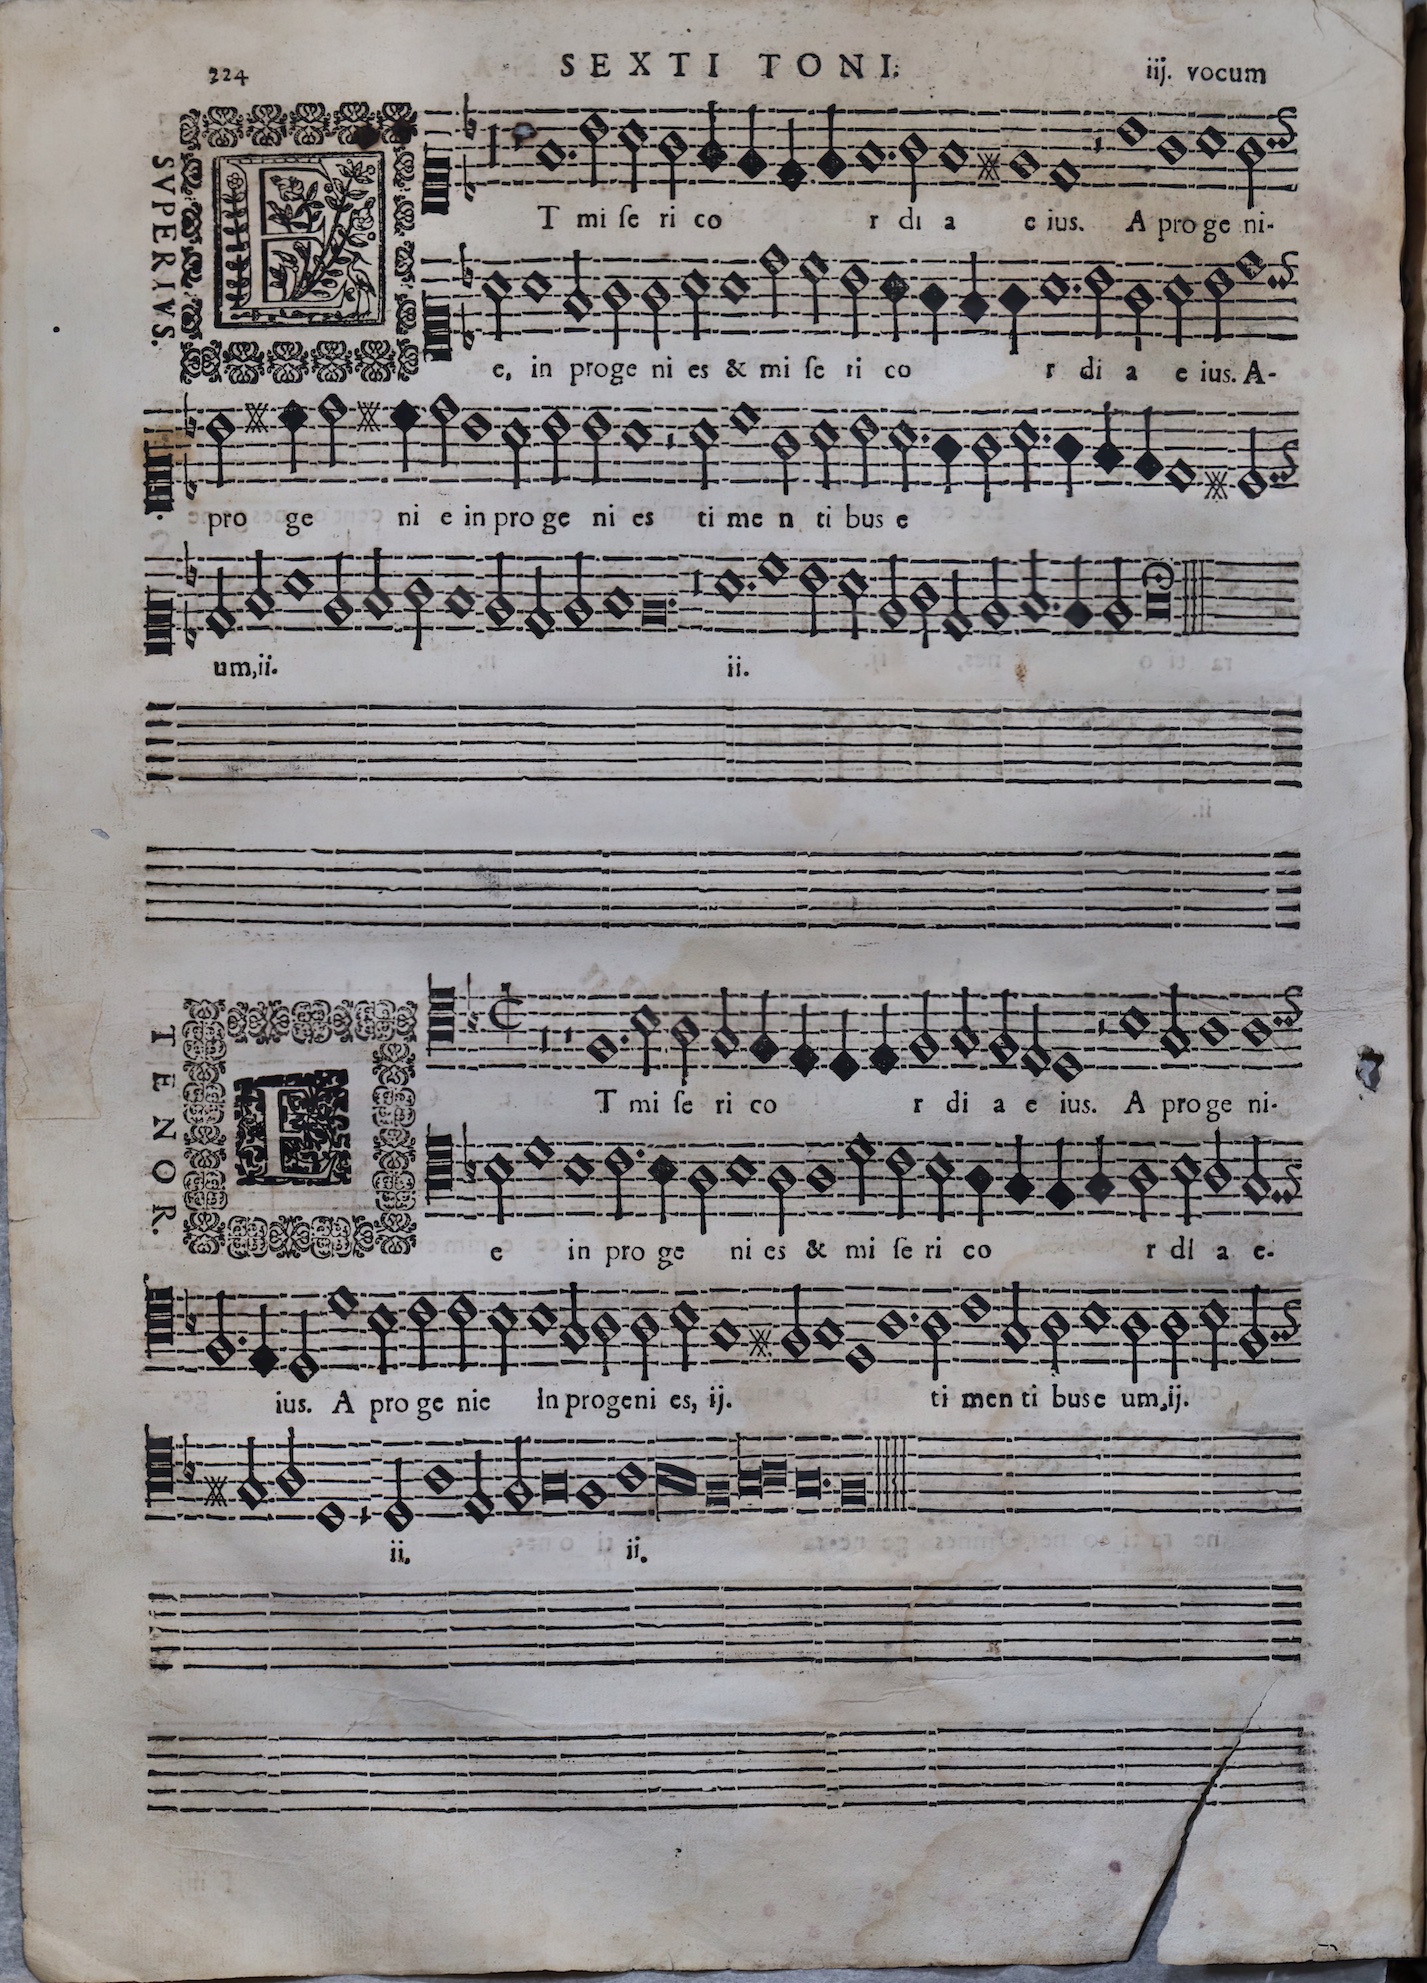 224 SEXTI TONI. iij. vocum
SVPERIVS.
ET mi ſe ri co r di a e ius. A pro ge ni-
e, in proge ni es & mi ſe ri co r di a e ius. A-
pro ge ni e in pro ge ni es ti me n ti bus e
um, ii. ii.
TENOR.
ET mi ſe ri co r di a e ius. A pro ge ni-
e in pro ge ni es & mi ſe ri co r di a e-
ius. A pro ge nie in progeni es, ij. ti men ti bus e um, ij.
ii. ii.